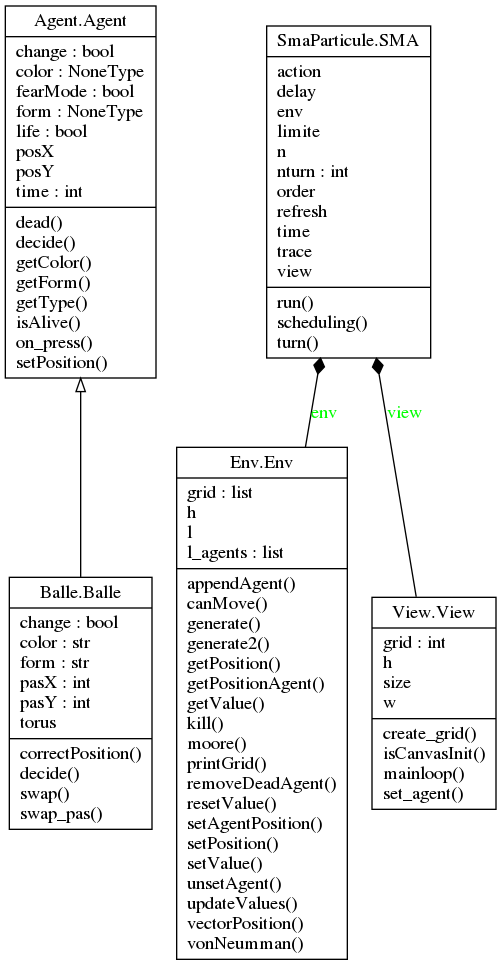 Agent.Agent
change : bool
color : NoneType
fearMode : bool
form : NoneType
life : bool
posX
posY
time : int
dead()
decide()
getColor()
getForm()
getType()
isAlive()
on_press()
setPosition()
SmaParticule.SMA
action
delay
env
limite
n
nturn : int
order
refresh
time
trace
view
run()
scheduling()
turn()
env
view
Balle.Balle
change : bool
color : str
form : str
pasX : int
pasY : int
torus
correctPosition()
decide()
swap()
swap_pas()
Env.Env
grid : list
h
l
l_agents : list
appendAgent()
canMove()
generate()
generate2()
getPosition()
getPositionAgent()
getValue()
kill()
moore()
printGrid()
removeDeadAgent()
resetValue()
setAgentPosition()
setPosition()
setValue()
unsetAgent()
updateValues()
vectorPosition()
vonNeumman()
View.View
grid : int
h
size
w
create_grid()
isCanvasInit()
mainloop()
set_agent()